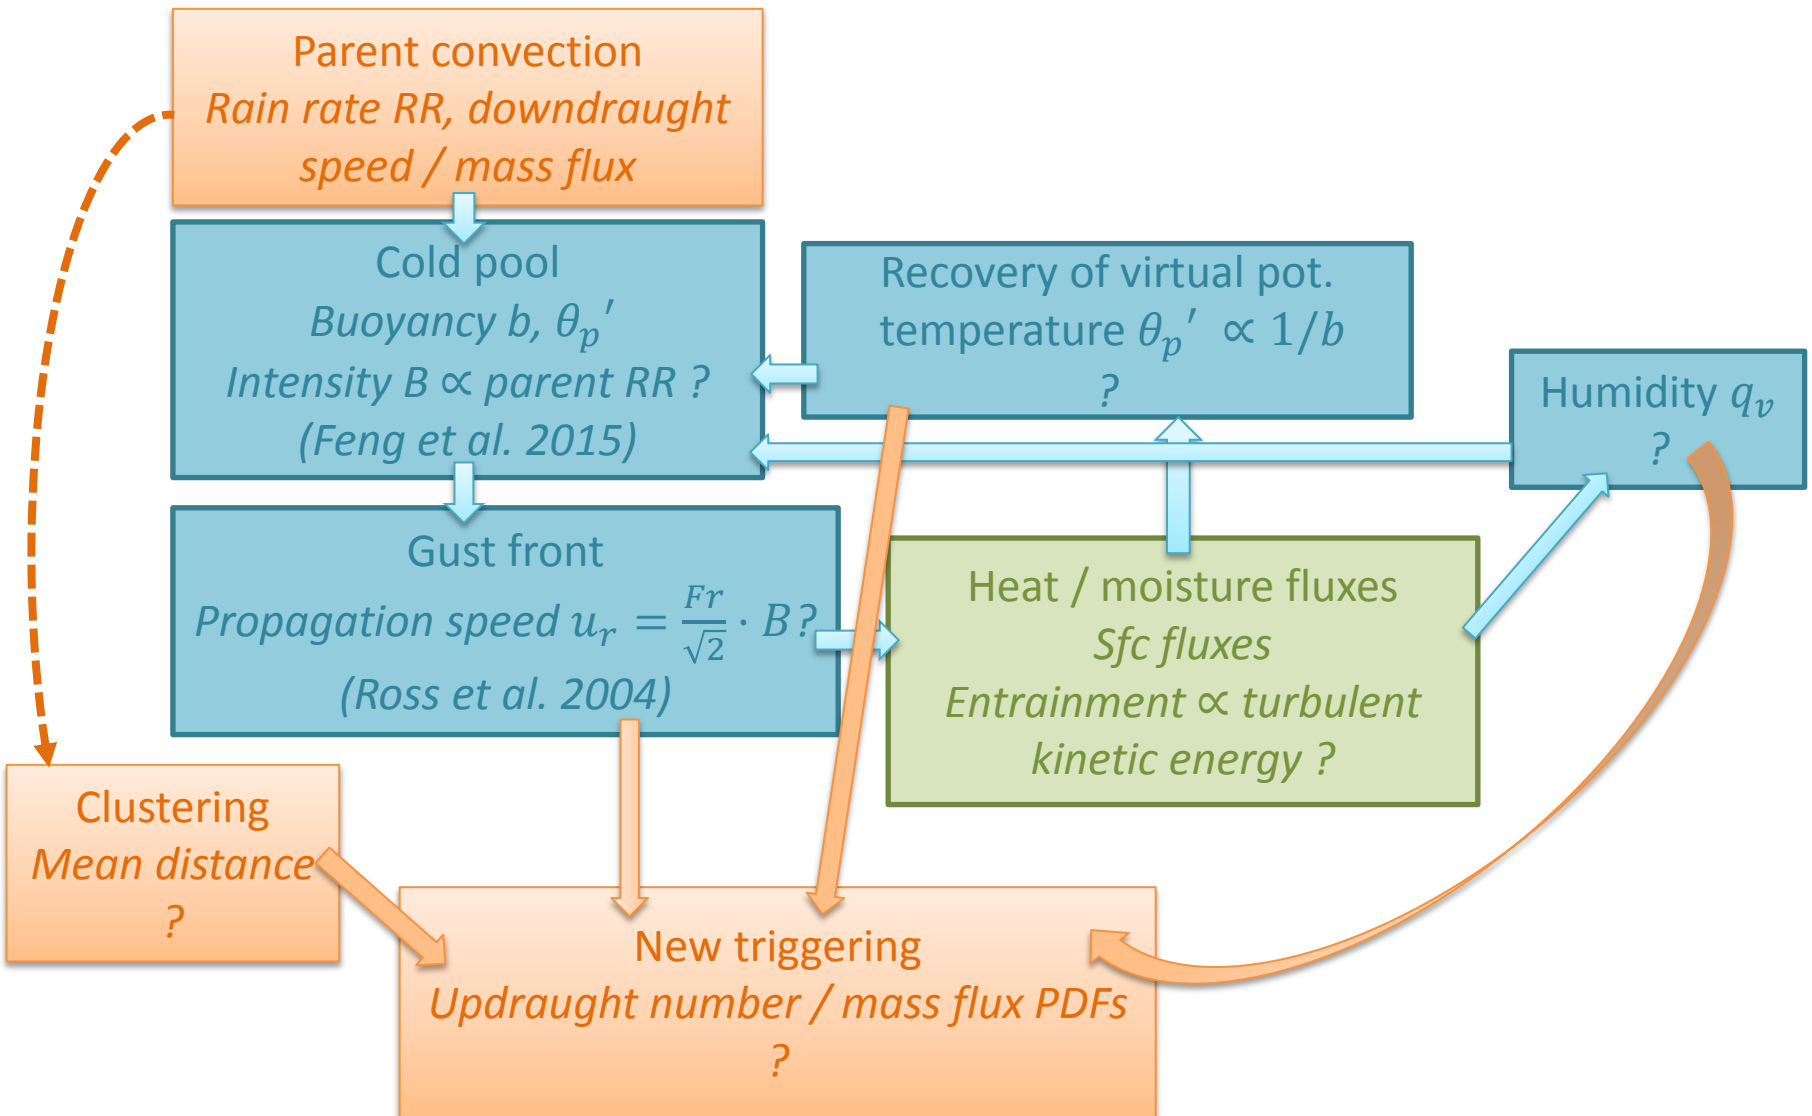 Parent convection
Rain rate RR, downdraught
speed / mass flux
Cold pool
Buoyancy b, θₚ′
Intensity B ∝ parent RR ?
(Feng et al. 2015)
Recovery of virtual pot.
temperature θₚ′ ∝ 1/b
?
Humidity qᵥ
?
Gust front
Propagation speed uᵣ = Fr/√2 · B?
(Ross et al. 2004)
Heat / moisture fluxes
Sfc fluxes
Entrainment ∝ turbulent
kinetic energy ?
Clustering
Mean distance
?
New triggering
Updraught number / mass flux PDFs
?